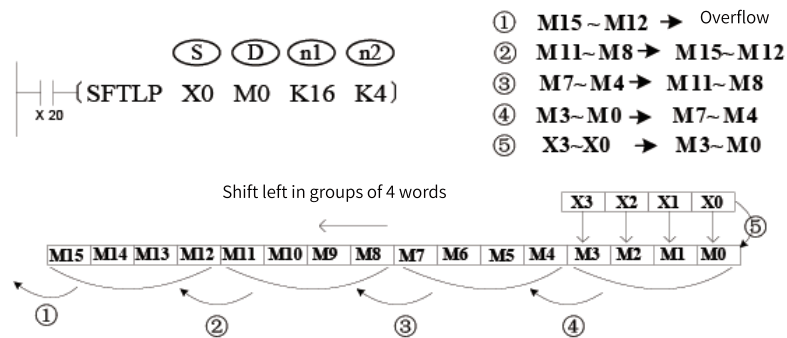 S D n1 n2
SFTLP X0 M0 K16 K4
X 20
① M15~M12 Overflow
② M11~M8 M15~M12
③ M7~M4 M11~M8
④ M3~M0 M7~M4
⑤ X3~X0 M3~M0
Shift left in groups of 4 words
X3 X2 X1 X0
⑤
M15 M14 M13 M12 M11 M10 M9 M8 M7 M6 M5 M4 M3 M2 M1 M0
① ② ③ ④